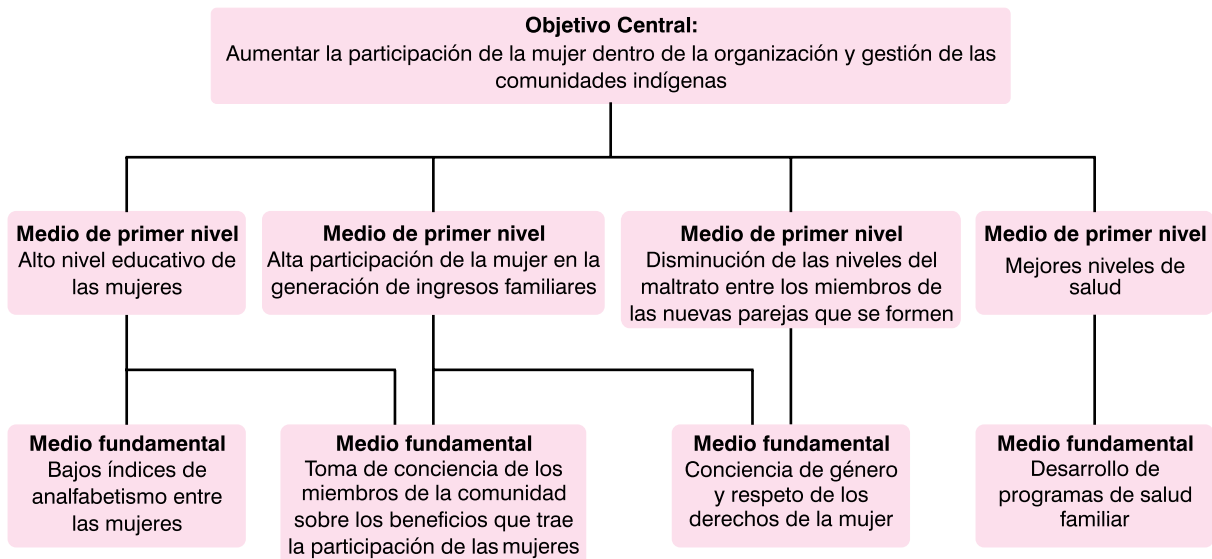 Objetivo Central:
Aumentar la participación de la mujer dentro de la organización y gestión de las
comunidades indígenas
Medio de primer nivel
Alto nivel educativo de
las mujeres
Medio de primer nivel
Alta participación de la mujer en la
generación de ingresos familiares
Medio de primer nivel
Disminución de las niveles del
maltrato entre los miembros de
las nuevas parejas que se formen
Medio de primer nivel
Mejores niveles de
salud
Medio fundamental
Bajos índices de
analfabetismo entre
las mujeres
Medio fundamental
Toma de conciencia de los
miembros de la comunidad
sobre los beneficios que trae
la participación de las mujeres
Medio fundamental
Conciencia de género
y respeto de los
derechos de la mujer
Medio fundamental
Desarrollo de
programas de salud
familiar